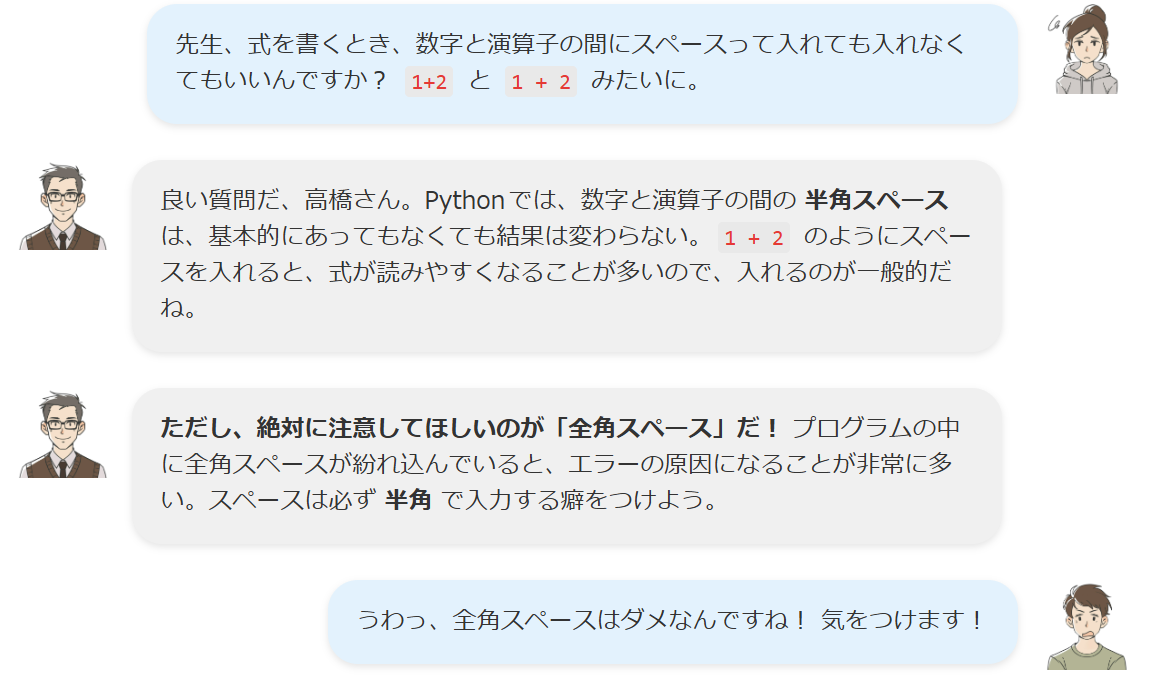 先生、式を書くとき、数字と演算子の間にスペースって入れても入れなく
てもいいんですか？ 1+2 と 1 + 2 みたいに。
良い質問だ、高橋さん。Pythonでは、数字と演算子の間の 半角スペース
は、基本的にあってもなくても結果は変わらない。 1 + 2 のようにスペー
スを入れると、式が読みやすくなることが多いので、入れるのが一般的だ
ね。
ただし、絶対に注意してほしいのが「全角スペース」だ！ プログラムの中
に全角スペースが紛れ込んでいると、エラーの原因になることが非常に多
い。スペースは必ず 半角 で入力する癖をつけよう。
うわっ、全角スペースはダメなんですね！ 気をつけます！